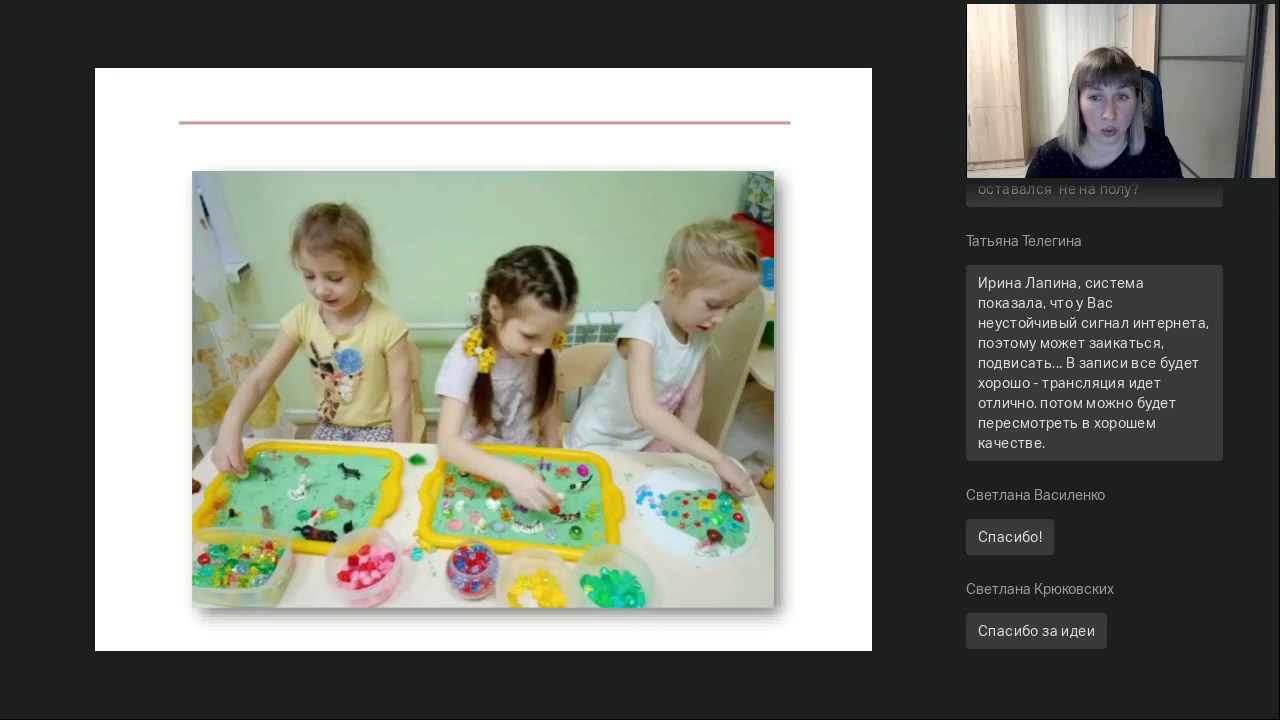 оставался не на полу?
Татьяна Телегина
Ирина Лапина, система
показала, что у Вас
неустойчивый сигнал интернета,
поэтому может заикаться,
подвисать... В записи все будет
хорошо - трансляция идет
отлично. потом можно будет
пересмотреть в хорошем
качестве.
Светлана Василенко
Спасибо!
Светлана Крюковских
Спасибо за идеи